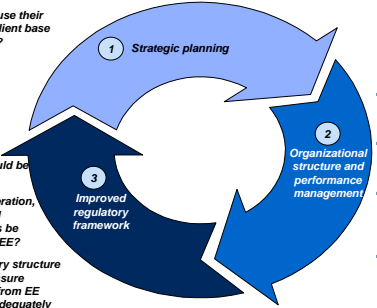 use their
lient base
?
1
Strategic planning
2
Organizational
structure and
performance
management
3
Improved
regulatory
framework
uld be
eration,
s be
EE?
ry structure
sure
from EE
dequately